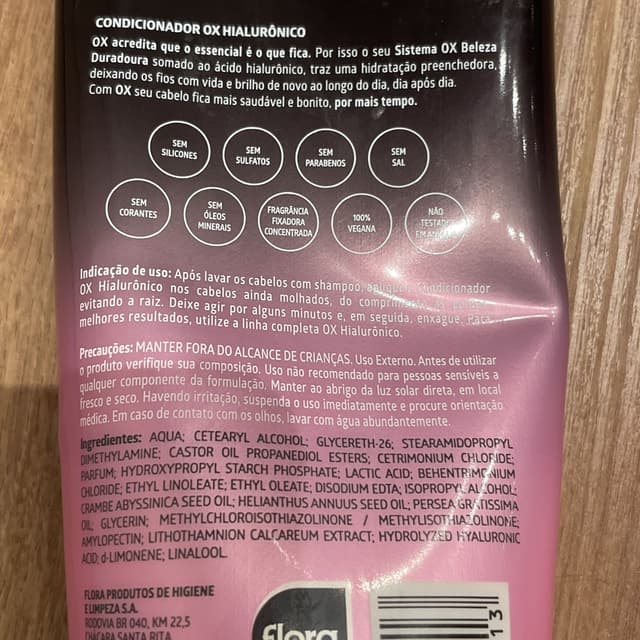 CONDICIONADOR OX HIALURÔNICO
OX acredita que o essencial é o que fica. Por isso o seu Sistema OX Beleza
Duradoura somado ao ácido hialurônico, traz uma hidratação preenchedora,
deixando os fios com vida e brilho de novo ao longo do dia, dia após dia.
Com OX seu cabelo fica mais saudável e bonito, por mais tempo.
SEM
SILICONES
SEM
SULFATOS
SEM
PARABENOS
SEM
SAL
SEM
CORANTES
SEM
ÓLEOS
MINERAIS
FRAGRÂNCIA
FIXADORA
CONCENTRADA
100%
VEGANA
NÃO
TESTADO
EM ANIMAIS
Indicação de uso: Após lavar os cabelos com shampoo, aplique o Condicionador
OX Hialurônico nos cabelos ainda molhados, do comprimento às pontas,
evitando a raiz. Deixe agir por alguns minutos e, em seguida, enxágue. Para
melhores resultados, utilize a linha completa OX Hialurônico.
Precauções: MANTER FORA DO ALCANCE DE CRIANÇAS. Uso Externo. Antes de utilizar
o produto verifique sua composição. Uso não recomendado para pessoas sensíveis a
qualquer componente da formulação. Manter ao abrigo da luz solar direta, em local
fresco e seco. Havendo irritação, suspenda o uso imediatamente e procure orientação
médica. Em caso de contato com os olhos, lavar com água abundantemente.
Ingredientes: AQUA; CETEARYL ALCOHOL; GLYCERETH-26; STEARAMIDOPROPYL
DIMETHYLAMINE; CASTOR OIL PROPANEDIOL ESTERS; CETRIMONIUM CHLORIDE;
PARFUM; HYDROXYPROPYL STARCH PHOSPHATE; LACTIC ACID; BEHENTRIMONIUM
CHLORIDE; ETHYL LINOLEATE; ETHYL OLEATE; DISODIUM EDTA; ISOPROPYL ALCOHOL;
CRAMBE ABYSSINICA SEED OIL; HELIANTHUS ANNUUS SEED OIL; PERSEA GRATISSIMA
OIL; GLYCERIN; METHYLCHLOROISOTHIAZOLINONE / METHYLISOTHIAZOLINONE;
AMYLOPECTIN; LITHOTHAMNION CALCAREUM EXTRACT; HYDROLYZED HYALURONIC
ACID; d-LIMONENE; LINALOOL.
FLORA PRODUTOS DE HIGIENE
E LIMPEZA S.A.
RODOVIA BR 040, KM 22,5
CHÁCARA SANTA RITA
flora
13